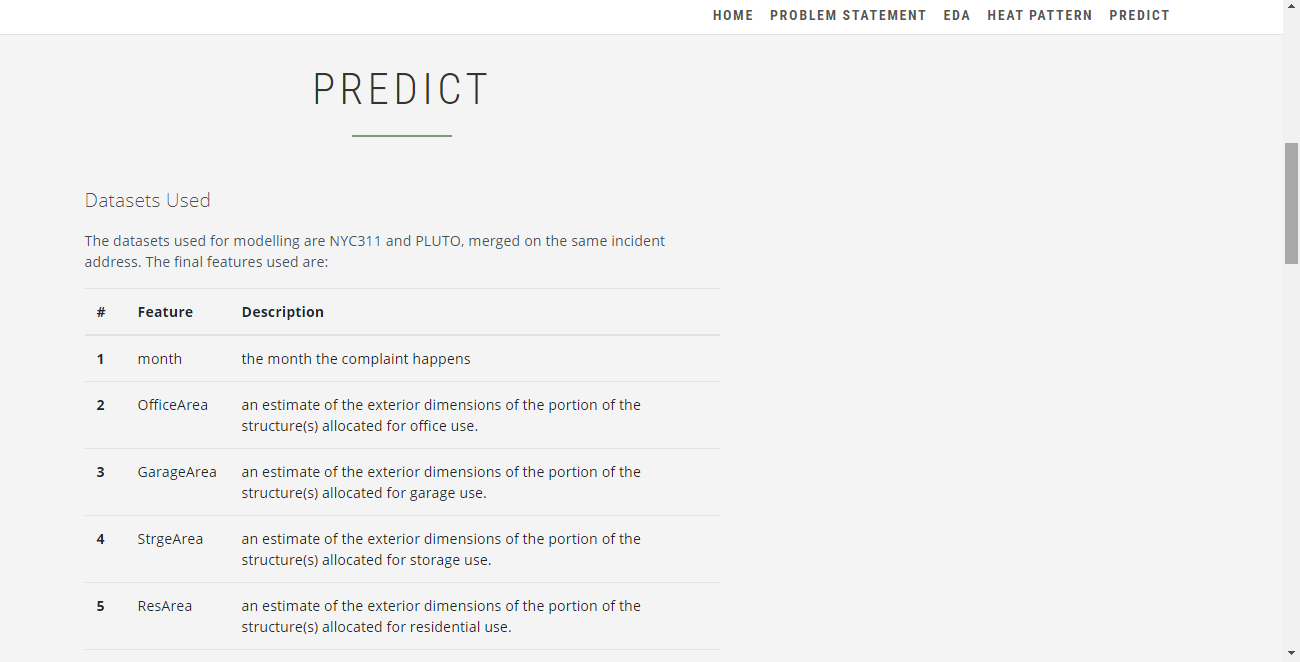 HOME PROBLEM STATEMENT EDA HEAT PATTERN PREDICT
PREDICT
Datasets Used
The datasets used for modelling are NYC311 and PLUTO, merged on the same incident
address. The final features used are:
# Feature Description
1 month the month the complaint happens
2 OfficeArea an estimate of the exterior dimensions of the portion of the
structure(s) allocated for office use.
3 GarageArea an estimate of the exterior dimensions of the portion of the
structure(s) allocated for garage use.
4 StrgeArea an estimate of the exterior dimensions of the portion of the
structure(s) allocated for storage use.
5 ResArea an estimate of the exterior dimensions of the portion of the
structure(s) allocated for residential use.